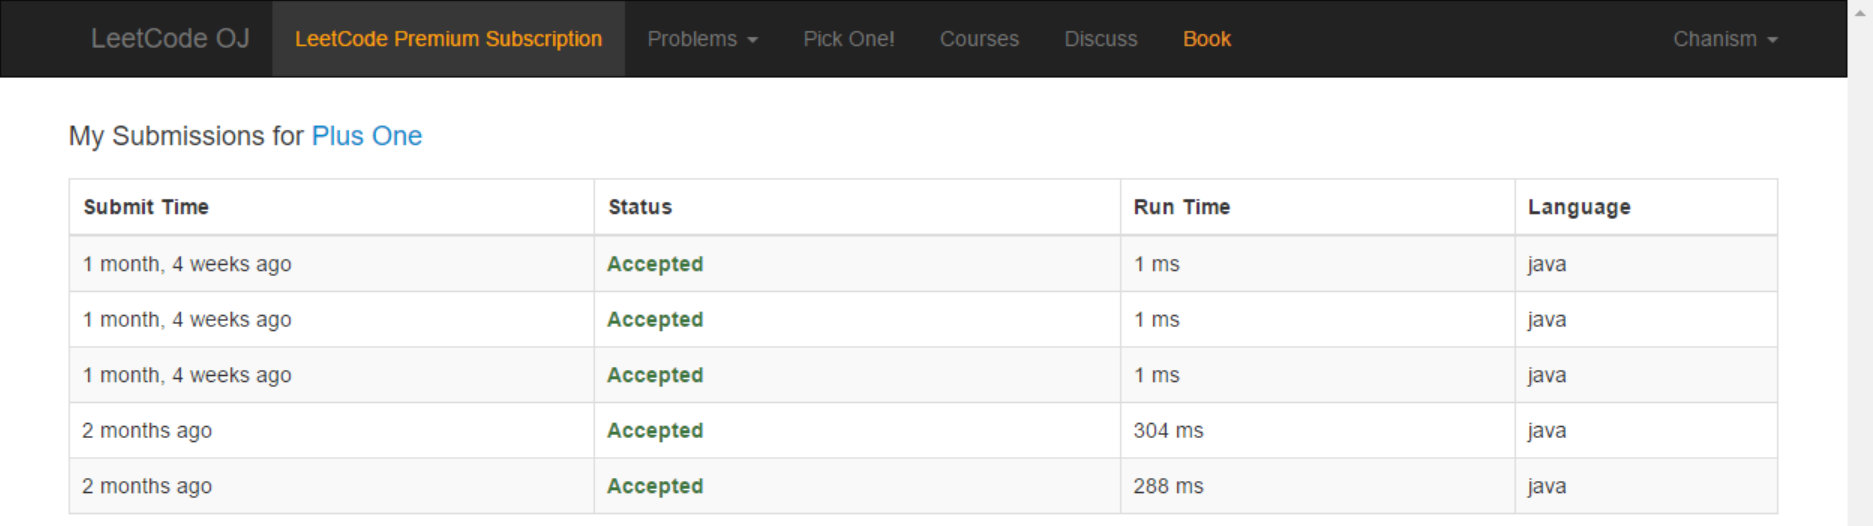 LeetCode OJ LeetCode Premium Subscription Problems Pick One! Courses Discuss Book Chanism
My Submissions for Plus One
Submit Time Status Run Time Language
1 month, 4 weeks ago Accepted 1 ms java
1 month, 4 weeks ago Accepted 1 ms java
1 month, 4 weeks ago Accepted 1 ms java
2 months ago Accepted 304 ms java
2 months ago Accepted 288 ms java